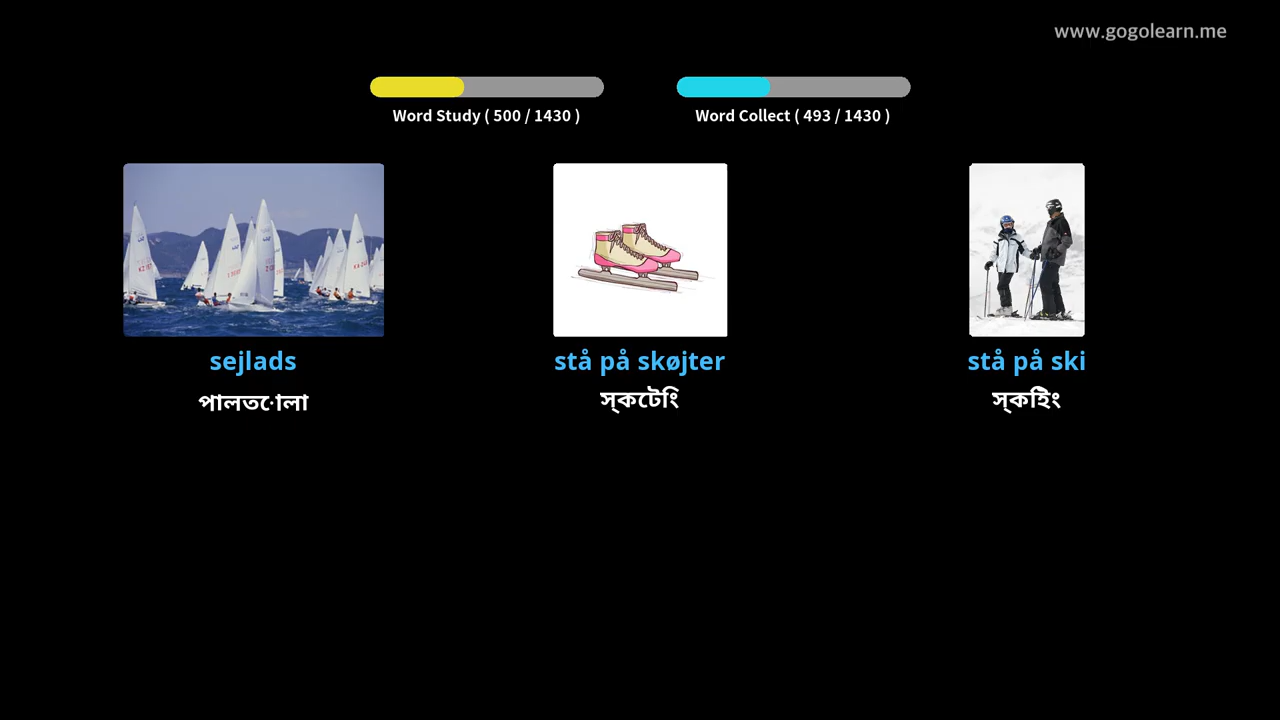 www.gogolearn.me
Word Study ( 500 / 1430 )
Word Collect ( 493 / 1430 )
sejlads
stå på skøjter
stå på ski
পালতোলা
স্কেটিং
স্কিইং